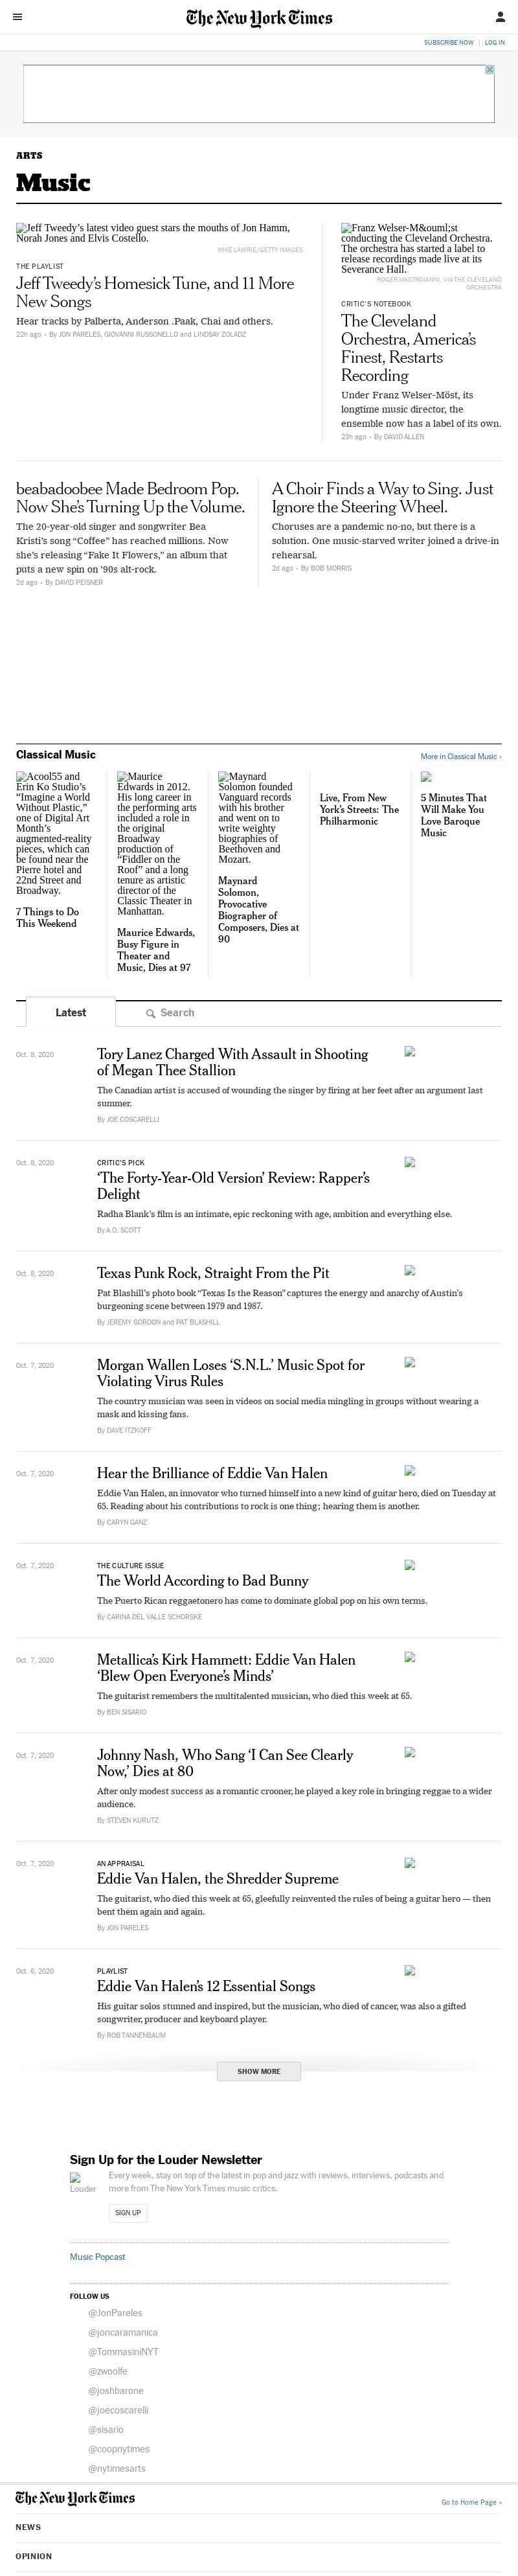 The New York Times
SUBSCRIBE NOW | LOG IN
ARTS
Music
Jeff Tweedy's latest video guest stars the mouths of Jon Hamm,
Norah Jones and Elvis Costello.
MIKE LAWRIE/GETTY IMAGES
THE PLAYLIST
Jeff Tweedy's Homesick Tune, and 11 More
New Songs
Hear tracks by Palberta, Anderson .Paak, Chai and others.
22h ago • By JON PARELES, GIOVANNI RUSSONELLO and LINDSAY ZOLADZ
Franz Welser-M&ouml;st
conducting the Cleveland Orchestra.
The orchestra has started a label to
release recordings made live at its
Severance Hall.
ROGER MASTROIANNI, VIA THE CLEVELAND
ORCHESTRA
CRITIC'S NOTEBOOK
The Cleveland
Orchestra, America's
Finest, Restarts
Recording
Under Franz Welser-Möst, its
longtime music director, the
ensemble now has a label of its own.
23h ago • By DAVID ALLEN
beabadoobee Made Bedroom Pop.
Now She's Turning Up the Volume.
The 20-year-old singer and songwriter Bea
Kristi's song "Coffee" has reached millions. Now
she's releasing "Fake It Flowers," an album that
puts a new spin on '90s alt-rock.
2d ago • By DAVID PEISNER
A Choir Finds a Way to Sing. Just
Ignore the Steering Wheel.
Choruses are a pandemic no-no, but there is a
solution. One music-starved writer joined a drive-in
rehearsal.
2d ago • By BOB MORRIS
Classical Music
More in Classical Music ›
Acool55 and
Erin Ko Studio's
"Imagine a World
Without Plastic,"
one of Digital Art
Month's
augmented-reality
pieces, which can
be found near the
Pierre hotel and
22nd Street and
Broadway.
7 Things to Do
This Weekend
Maurice
Edwards in 2012.
His long career in
the performing arts
included a role in
the original
Broadway
production of
"Fiddler on the
Roof" and a long
tenure as artistic
director of the
Classic Theater in
Manhattan.
Maurice Edwards,
Busy Figure in
Theater and
Music, Dies at 97
Maynard
Solomon founded
Vanguard records
with his brother
and went on to
write weighty
biographies of
Beethoven and
Mozart.
Maynard
Solomon,
Provocative
Biographer of
Composers, Dies at
90
Live, From New
York's Streets: The
Philharmonic
5 Minutes That
Will Make You
Love Baroque
Music
Latest
Search
Oct. 8, 2020
Tory Lanez Charged With Assault in Shooting
of Megan Thee Stallion
The Canadian artist is accused of wounding the singer by firing at her feet after an argument last
summer.
By JOE COSCARELLI
Oct. 8, 2020
CRITIC'S PICK
'The Forty-Year-Old Version' Review: Rapper's
Delight
Radha Blank's film is an intimate, epic reckoning with age, ambition and everything else.
By A.O. SCOTT
Oct. 8, 2020
Texas Punk Rock, Straight From the Pit
Pat Blashill's photo book "Texas Is the Reason" captures the energy and anarchy of Austin's
burgeoning scene between 1979 and 1987.
By JEREMY GORDON and PAT BLASHILL
Oct. 7, 2020
Morgan Wallen Loses 'S.N.L.' Music Spot for
Violating Virus Rules
The country musician was seen in videos on social media mingling in groups without wearing a
mask and kissing fans.
By DAVE ITZKOFF
Oct. 7, 2020
Hear the Brilliance of Eddie Van Halen
Eddie Van Halen, an innovator who turned himself into a new kind of guitar hero, died on Tuesday at
65. Reading about his contributions to rock is one thing; hearing them is another.
By CARYN GANZ
Oct. 7, 2020
THE CULTURE ISSUE
The World According to Bad Bunny
The Puerto Rican reggaetonero has come to dominate global pop on his own terms.
By CARINA DEL VALLE SCHORSKE
Oct. 7, 2020
Metallica's Kirk Hammett: Eddie Van Halen
'Blew Open Everyone's Minds'
The guitarist remembers the multitalented musician, who died this week at 65.
By BEN SISARIO
Oct. 7, 2020
Johnny Nash, Who Sang 'I Can See Clearly
Now,' Dies at 80
After only modest success as a romantic crooner, he played a key role in bringing reggae to a wider
audience.
By STEVEN KURUTZ
Oct. 7, 2020
AN APPRAISAL
Eddie Van Halen, the Shredder Supreme
The guitarist, who died this week at 65, gleefully reinvented the rules of being a guitar hero — then
bent them again and again.
By JON PARELES
Oct. 6, 2020
PLAYLIST
Eddie Van Halen's 12 Essential Songs
His guitar solos stunned and inspired, but the musician, who died of cancer, was also a gifted
songwriter, producer and keyboard player.
By ROB TANNENBAUM
SHOW MORE
Sign Up for the Louder Newsletter
Louder
Every week, stay on top of the latest in pop and jazz with reviews, interviews, podcasts and
more from The New York Times music critics.
SIGN UP
Music Popcast
FOLLOW US
@JonPareles
@joncaramanica
@TommasiniNYT
@zwoolfe
@joshbarone
@joecoscarelli
@sisario
@coopnytimes
@nytimesarts
The New York Times
Go to Home Page »
NEWS
OPINION